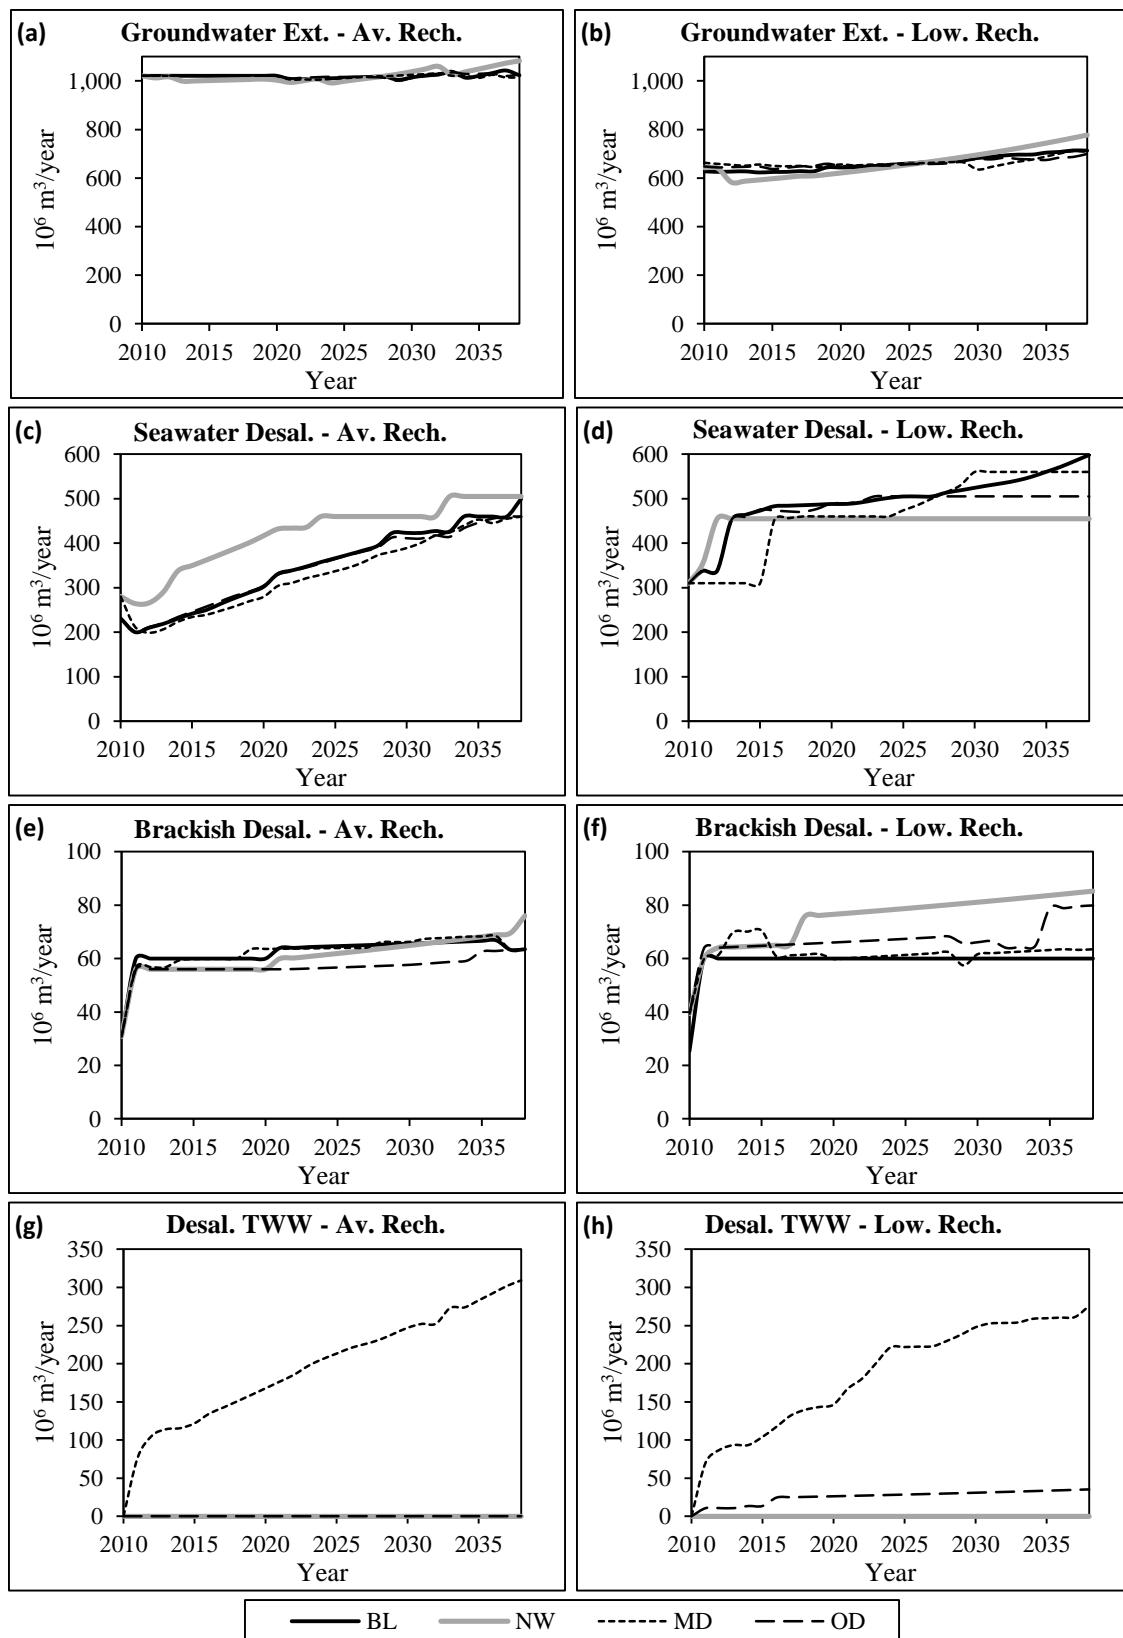 (a) Groundwater Ext. - Av. Rech.
10⁶ m³/year
1,000
800
600
400
200
0
2010 2015 2020 2025 2030 2035
Year
(b) Groundwater Ext. - Low. Rech.
10⁶ m³/year
1,000
800
600
400
200
0
2010 2015 2020 2025 2030 2035
Year
(c) Seawater Desal. - Av. Rech.
10⁶ m³/year
600
500
400
300
200
100
0
2010 2015 2020 2025 2030 2035
Year
(d) Seawater Desal. - Low. Rech.
10⁶ m³/year
600
500
400
300
200
100
0
2010 2015 2020 2025 2030 2035
Year
(e) Brackish Desal. - Av. Rech.
10⁶ m³/year
100
80
60
40
20
0
2010 2015 2020 2025 2030 2035
Year
(f) Brackish Desal. - Low. Rech.
10⁶ m³/year
100
80
60
40
20
0
2010 2015 2020 2025 2030 2035
Year
(g) Desal. TWW - Av. Rech.
10⁶ m³/year
350
300
250
200
150
100
50
0
2010 2015 2020 2025 2030 2035
Year
(h) Desal. TWW - Low. Rech.
10⁶ m³/year
350
300
250
200
150
100
50
0
2010 2015 2020 2025 2030 2035
Year
BL NW MD OD